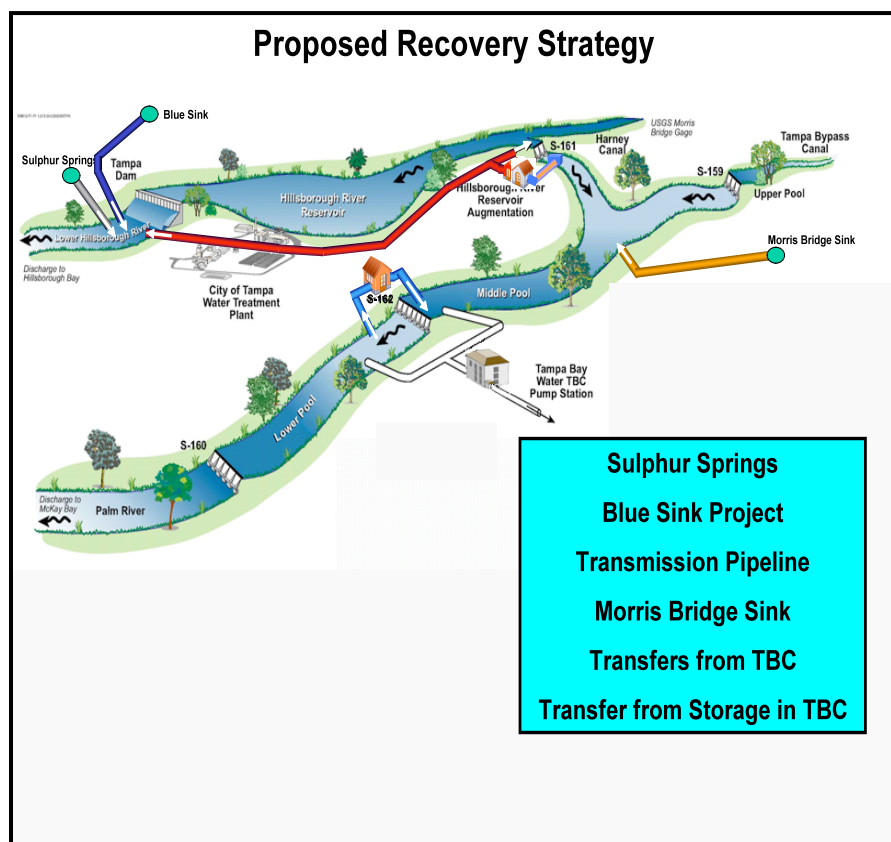 Proposed Recovery Strategy
Blue Sink
Sulphur Springs
Tampa
Dam
USGS Morris
Bridge Gage
Harney
Canal
S-161
Tampa Bypass
Canal
S-159
Upper Pool
Hillsborough River
Reservoir
Hillsborough River
Reservoir
Augmentation
Lower Hillsborough River
Discharge to
Hillsborough Bay
City of Tampa
Water Treatment
Plant
Morris Bridge Sink
Middle Pool
S-162
Tampa Bay
Water TBC
Pump Station
Lower Pool
S-160
Discharge to
McKay Bay
Palm River
Sulphur Springs
Blue Sink Project
Transmission Pipeline
Morris Bridge Sink
Transfers from TBC
Transfer from Storage in TBC